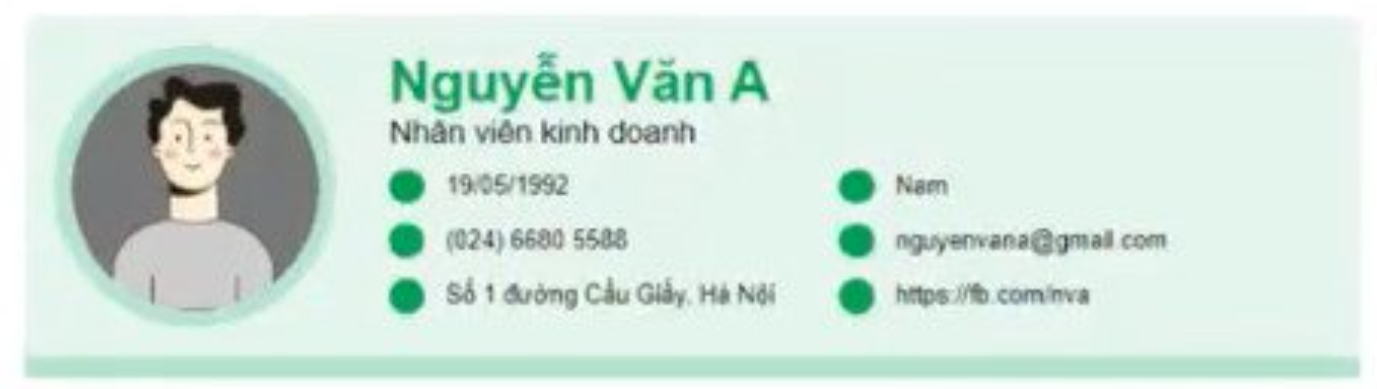 Nguyễn Văn A
Nhân viên kinh doanh
19/05/1992
Nam
(024) 6680 5588
nguyenvana@gmail.com
Số 1 đường Cầu Giấy, Hà Nội
https://fb.com/nva